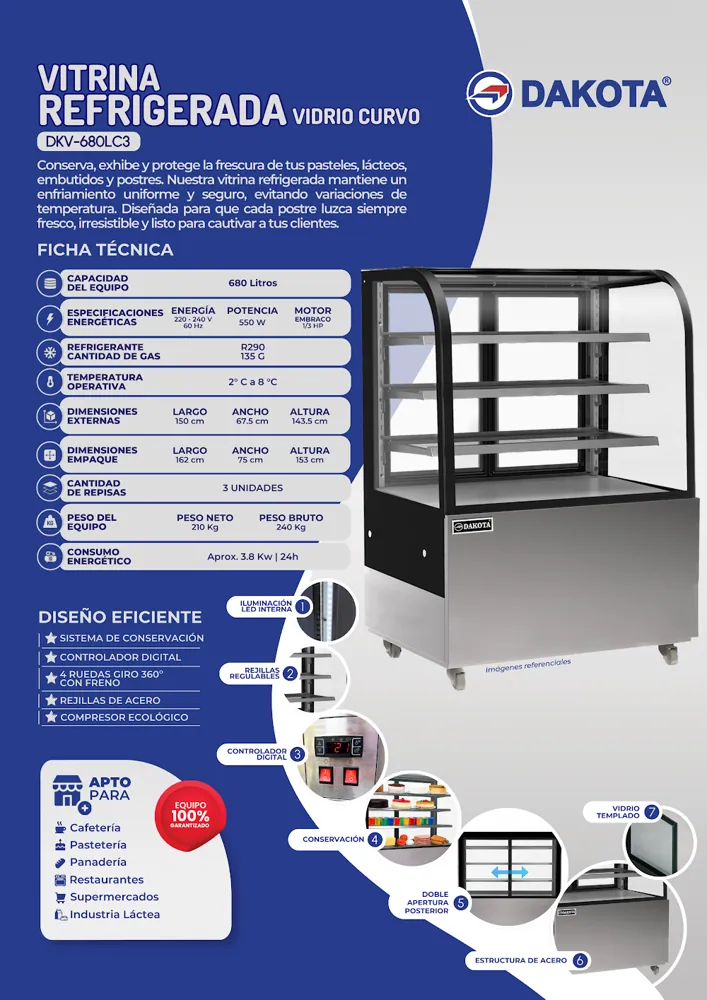 VITRINA
REFRIGERADA VIDRIO CURVO
DKV-680LC3
DAKOTA®
Conserva, exhibe y protege la frescura de tus pasteles, lácteos,
embutidos y postres. Nuestra vitrina refrigerada mantiene un
enfriamiento uniforme y seguro, evitando variaciones de
temperatura. Diseñada para que cada postre luzca siempre
fresco, irresistible y listo para cautivar a tus clientes.
FICHA TÉCNICA
CAPACIDAD
DEL EQUIPO
680 Litros
ESPECIFICACIONES
ENERGÉTICAS
ENERGÍA
220 - 240 V
60 Hz
POTENCIA
550 W
MOTOR
EMBRACO
1/3 HP
REFRIGERANTE
CANTIDAD DE GAS
R290
135 G
TEMPERATURA
OPERATIVA
2° C a 8 °C
DIMENSIONES
EXTERNAS
LARGO
150 cm
ANCHO
67.5 cm
ALTURA
143.5 cm
DIMENSIONES
EMPAQUE
LARGO
162 cm
ANCHO
75 cm
ALTURA
153 cm
CANTIDAD
DE REPISAS
3 UNIDADES
KG
PESO DEL
EQUIPO
PESO NETO
210 Kg
PESO BRUTO
240 Kg
CONSUMO
ENERGÉTICO
Aprox. 3.8 Kw | 24h
DAKOTA
Imágenes referenciales
DISEÑO EFICIENTE
SISTEMA DE CONSERVACIÓN
CONTROLADOR DIGITAL
4 RUEDAS GIRO 360°
CON FRENO
REJILLAS DE ACERO
COMPRESOR ECOLÓGICO
ILUMINACIÓN
LED INTERNA
1
REJILLAS
REGULABLES
2
CONTROLADOR
DIGITAL
3
CONSERVACIÓN
4
DOBLE
APERTURA
POSTERIOR
5
ESTRUCTURA DE ACERO
6
DAKOTA
VIDRIO
TEMPLADO
7
APTO
PARA
EQUIPO
100%
GARANTIZADO
Cafetería
Pastetería
Panadería
Restaurantes
Supermercados
Industria Láctea